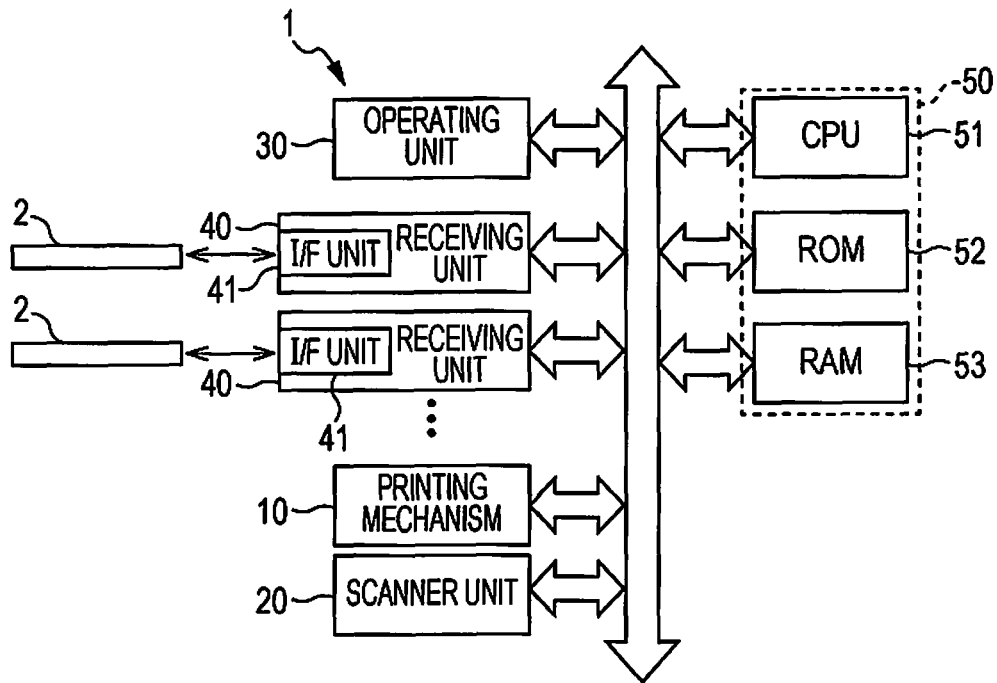 1
30
OPERATING
UNIT
50
CPU
51
2
40
I/F UNIT
RECEIVING
UNIT
41
ROM
52
2
I/F UNIT
RECEIVING
UNIT
40
41
RAM
53
10
PRINTING
MECHANISM
20
SCANNER UNIT